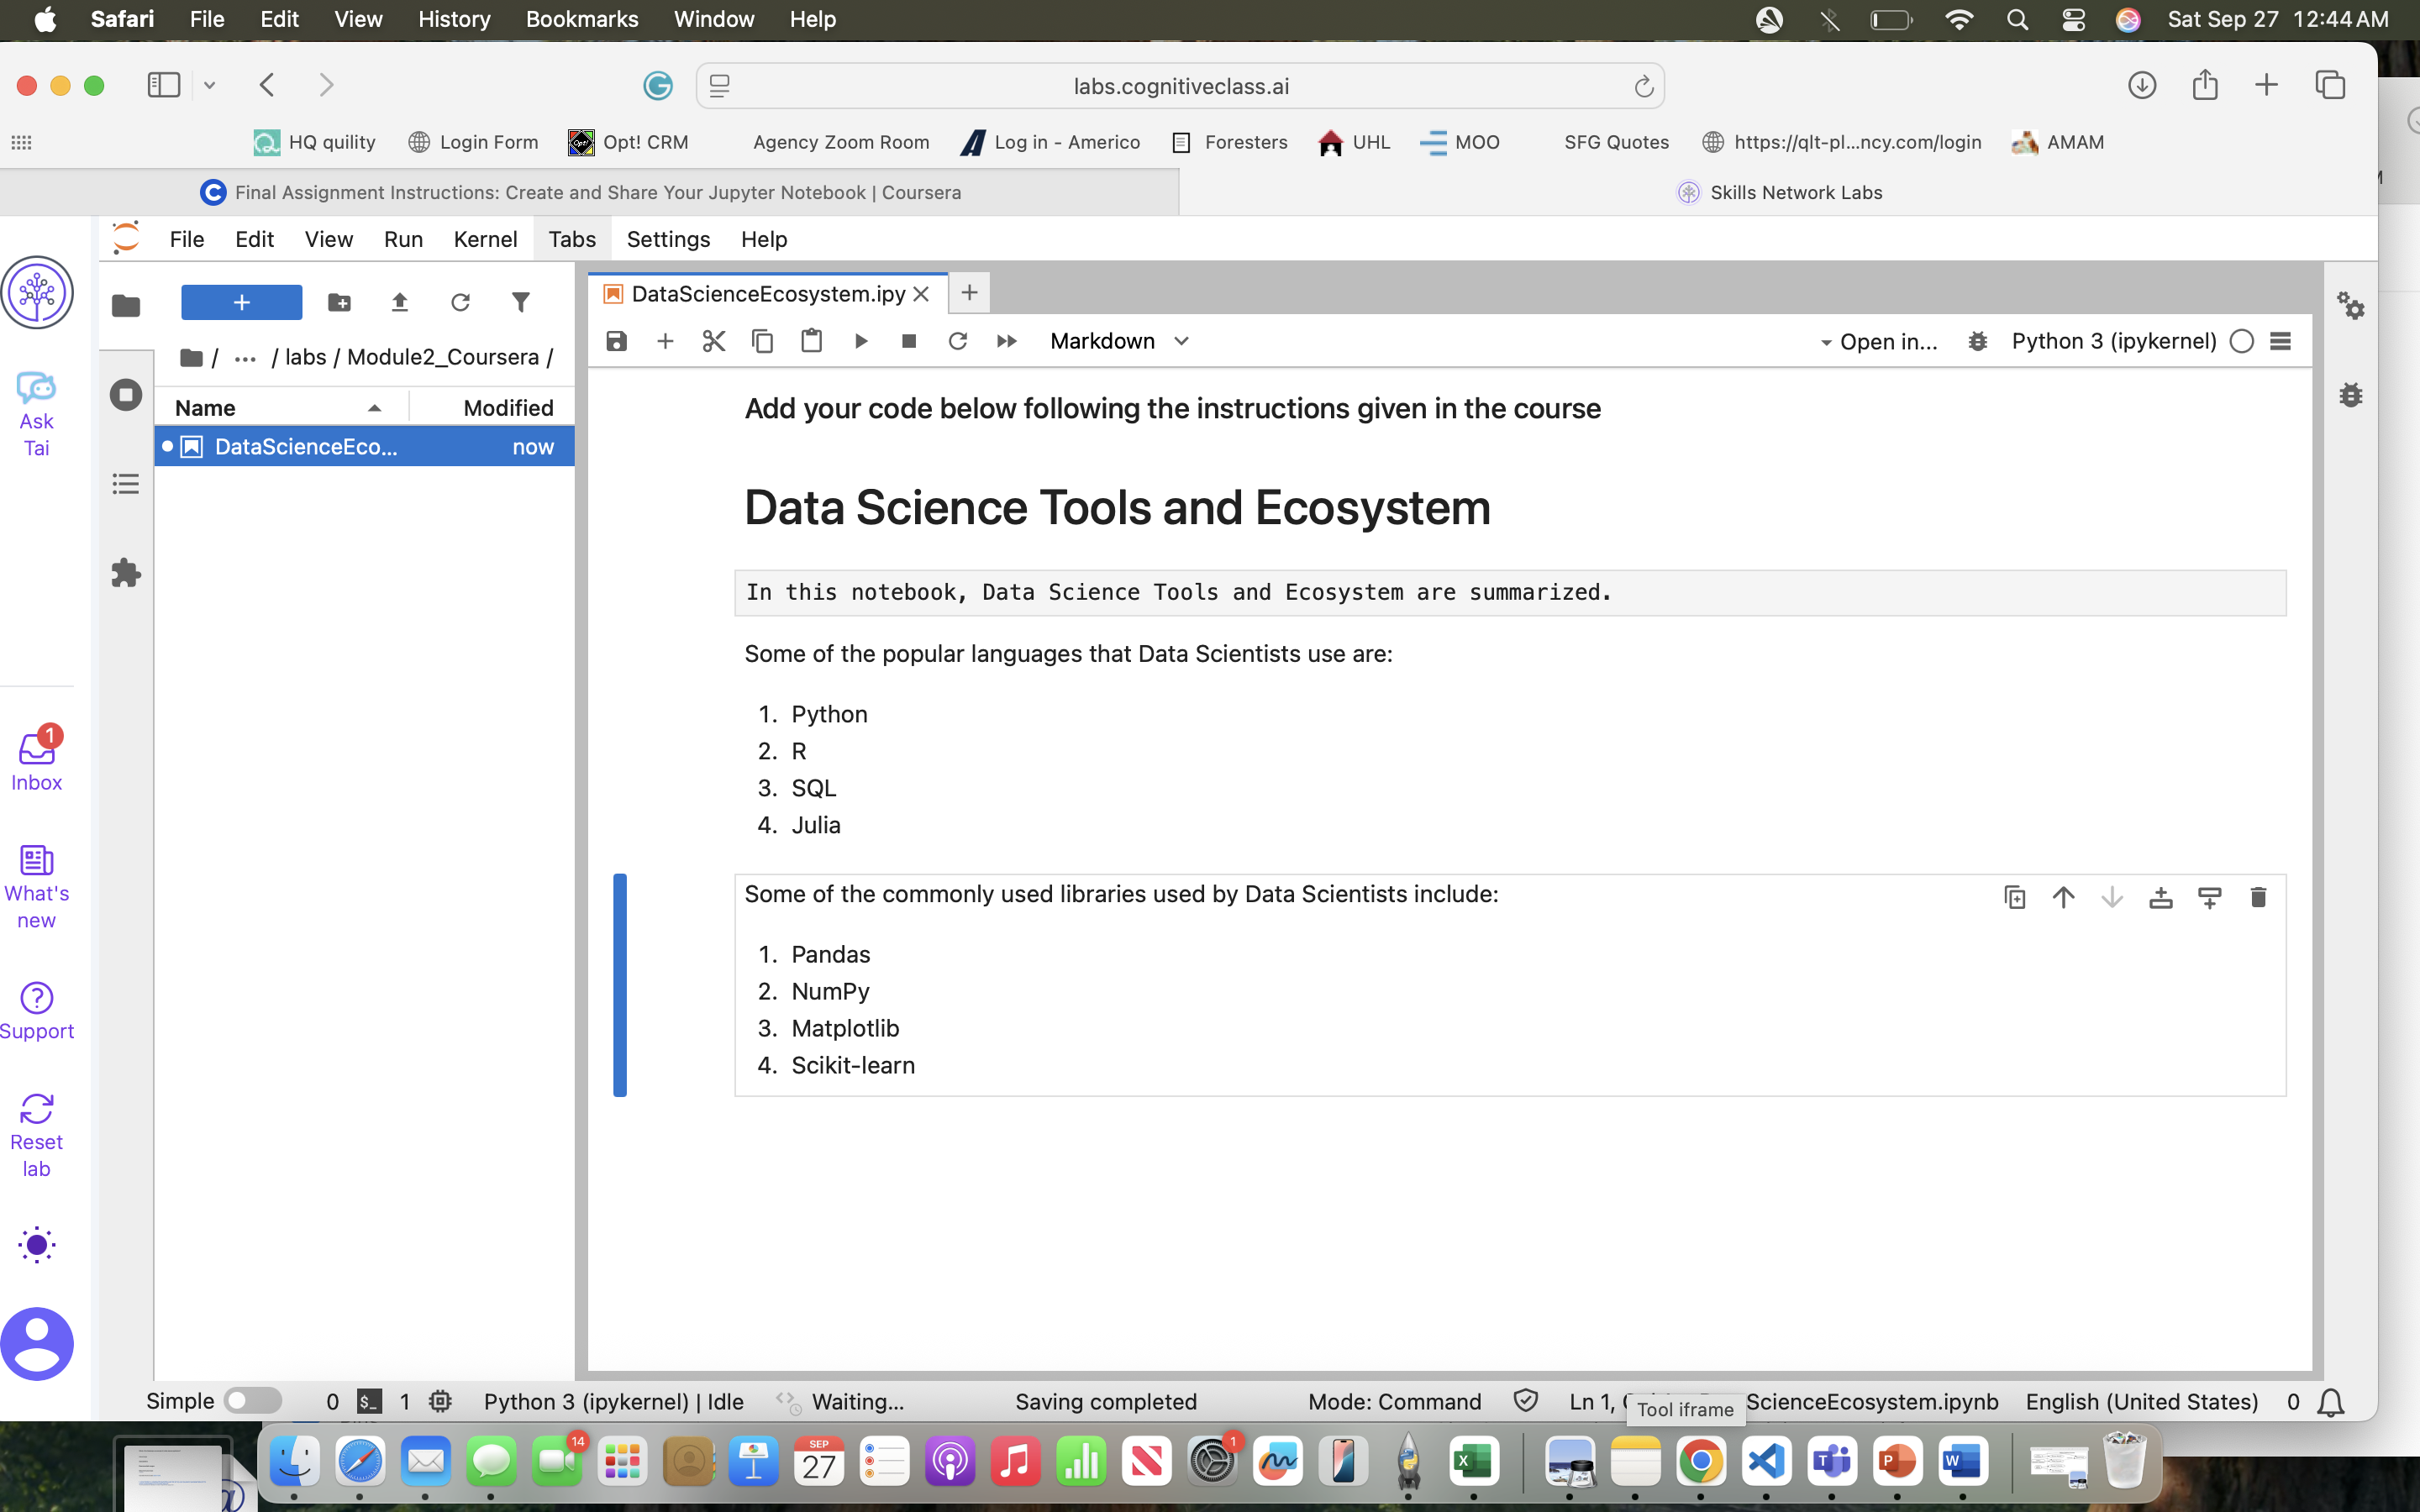 Safari File Edit View History Bookmarks Window Help Sat Sep 27 12:44 AM
labs.cognitiveclass.ai
HQ quility Login Form Opt! CRM Agency Zoom Room Log in - Americo Foresters UHL MOO SFG Quotes https://qlt-pl...ncy.com/login AMAM
Final Assignment Instructions: Create and Share Your Jupyter Notebook | Coursera Skills Network Labs
File Edit View Run Kernel Tabs Settings Help
DataScienceEcosystem.ipy
Markdown Open in... Python 3 (ipykernel)
/ ... / labs / Module2_Coursera /
Name Modified
DataScienceEco... now
Ask
Tai
1
Inbox
What's
new
Support
Reset
lab
Add your code below following the instructions given in the course
Data Science Tools and Ecosystem
In this notebook, Data Science Tools and Ecosystem are summarized.
Some of the popular languages that Data Scientists use are:
1. Python
2. R
3. SQL
4. Julia
Some of the commonly used libraries used by Data Scientists include:
1. Pandas
2. NumPy
3. Matplotlib
4. Scikit-learn
Simple 0 $_ 1 Python 3 (ipykernel) | Idle Waiting... Saving completed Mode: Command Ln 1, ScienceEcosystem.ipynb English (United States) 0
Tool iframe
14
SEP
27
1
X
P
W